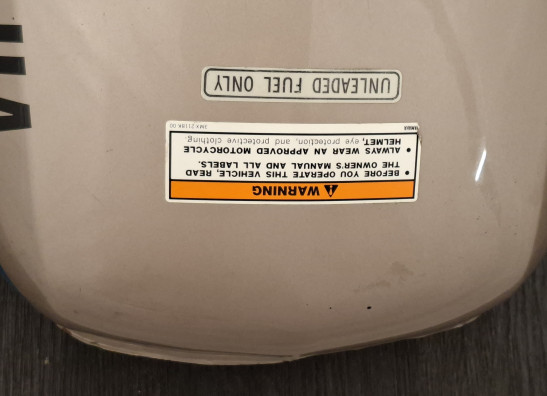 ⚠ WARNING
• BEFORE YOU OPERATE THIS VEHICLE, READ
THE OWNER'S MANUAL AND ALL LABELS.
• ALWAYS WEAR AN APPROVED MOTORCYCLE
HELMET, eye protection, and protective clothing
UNLEADED FUEL ONLY